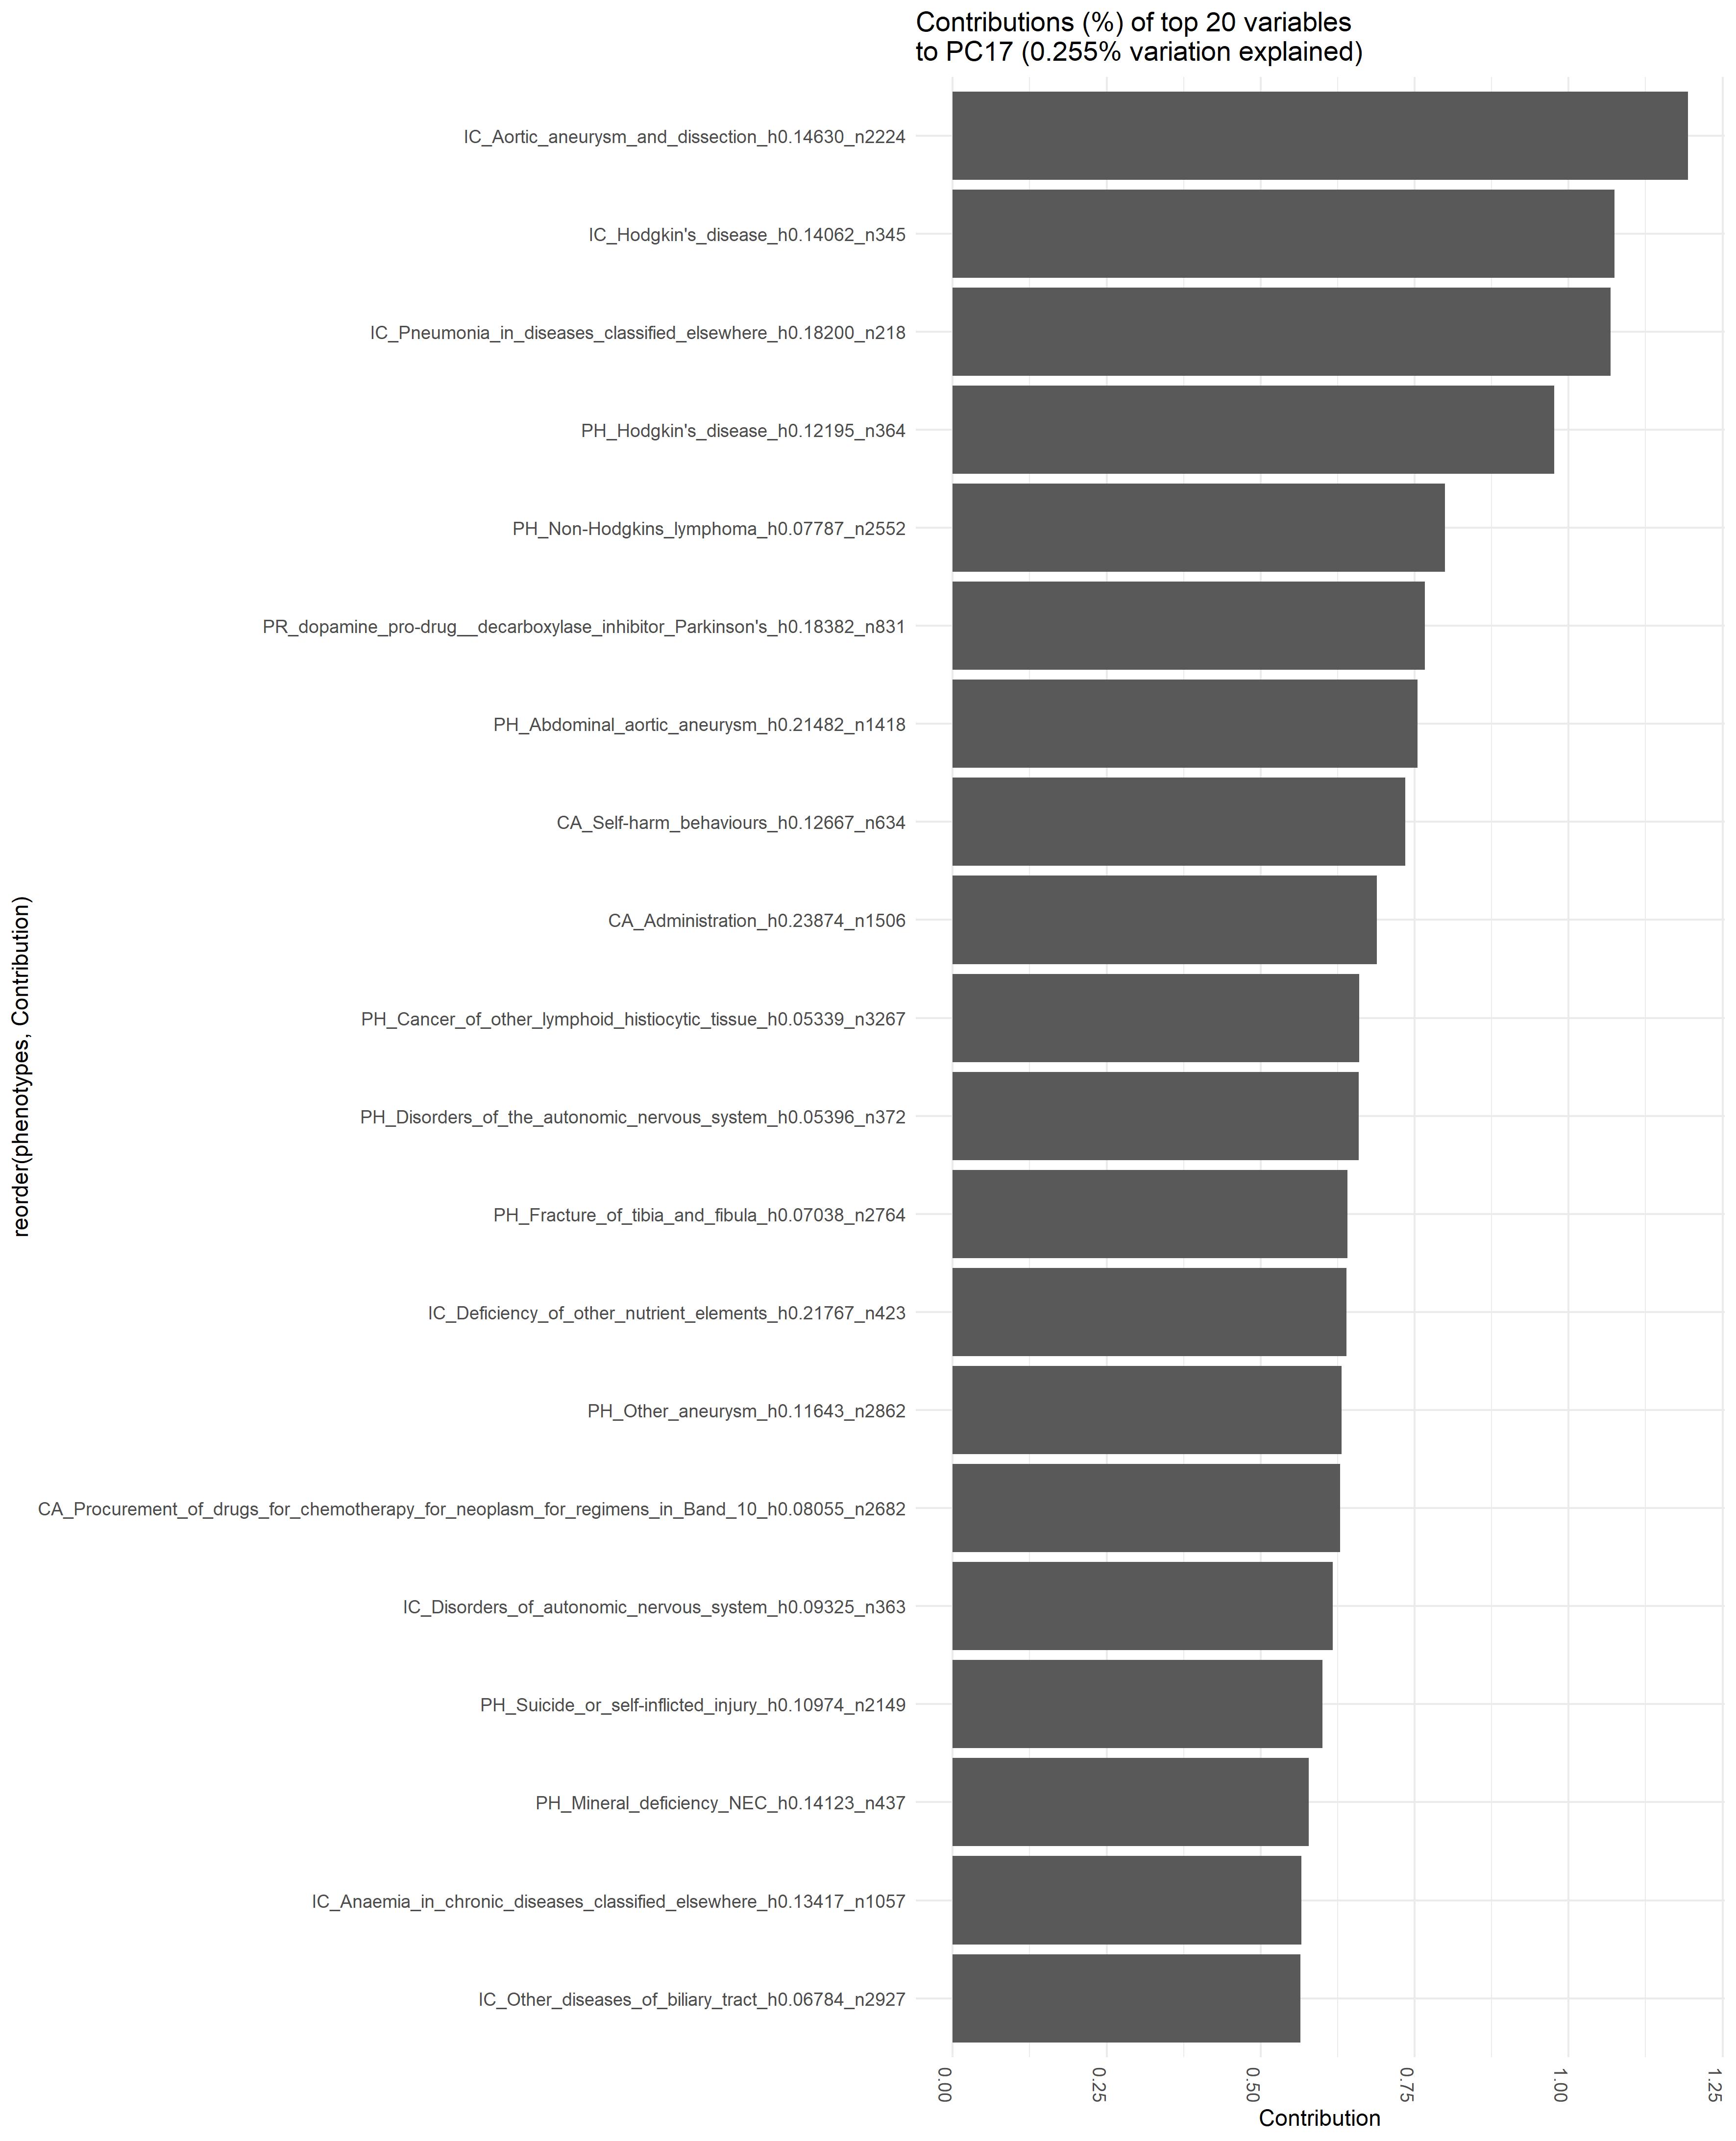 Contributions (%) of top 20 variables
to PC17 (0.255% variation explained)
IC_Aortic_aneurysm_and_dissection_h0.14630_n2224
IC_Hodgkin's_disease_h0.14062_n345
IC_Pneumonia_in_diseases_classified_elsewhere_h0.18200_n218
PH_Hodgkin's_disease_h0.12195_n364
PH_Non-Hodgkins_lymphoma_h0.07787_n2552
PR_dopamine_pro-drug__decarboxylase_inhibitor_Parkinson's_h0.18382_n831
PH_Abdominal_aortic_aneurysm_h0.21482_n1418
CA_Self-harm_behaviours_h0.12667_n634
CA_Administration_h0.23874_n1506
PH_Cancer_of_other_lymphoid_histiocytic_tissue_h0.05339_n3267
PH_Disorders_of_the_autonomic_nervous_system_h0.05396_n372
PH_Fracture_of_tibia_and_fibula_h0.07038_n2764
IC_Deficiency_of_other_nutrient_elements_h0.21767_n423
PH_Other_aneurysm_h0.11643_n2862
CA_Procurement_of_drugs_for_chemotherapy_for_neoplasm_for_regimens_in_Band_10_h0.08055_n2682
IC_Disorders_of_autonomic_nervous_system_h0.09325_n363
PH_Suicide_or_self-inflicted_injury_h0.10974_n2149
PH_Mineral_deficiency_NEC_h0.14123_n437
IC_Anaemia_in_chronic_diseases_classified_elsewhere_h0.13417_n1057
IC_Other_diseases_of_biliary_tract_h0.06784_n2927
reorder(phenotypes, Contribution)
0.00
0.25
0.50
0.75
1.00
1.25
Contribution